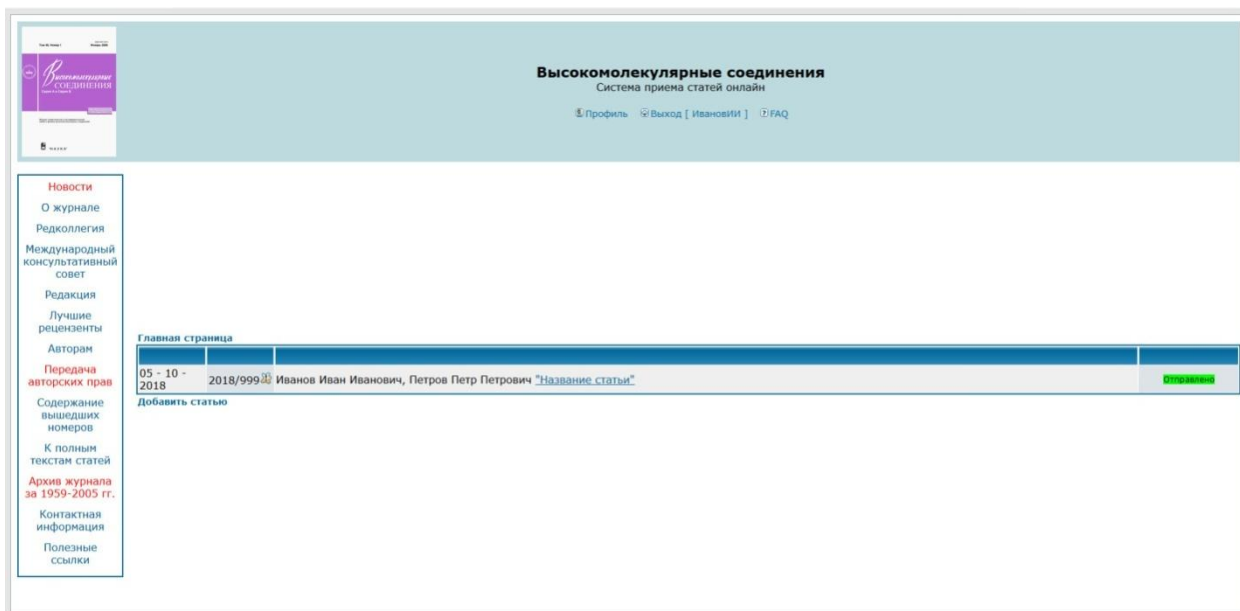 Высокомолекулярные
СОЕДИНЕНИЯ
НАУКА
Высокомолекулярные соединения
Система приема статей онлайн
Профиль Выход [ ИвановИИ ] FAQ
Новости
О журнале
Редколлегия
Международный
консультативный
совет
Редакция
Лучшие
рецензенты
Авторам
Передача
авторских прав
Содержание
вышедших
номеров
К полным
текстам статей
Архив журнала
за 1959-2005 гг.
Контактная
информация
Полезные
ссылки
Главная страница
05 - 10 -
2018
2018/999 Иванов Иван Иванович, Петров Петр Петрович "Название статьи" Отправлено
Добавить статью